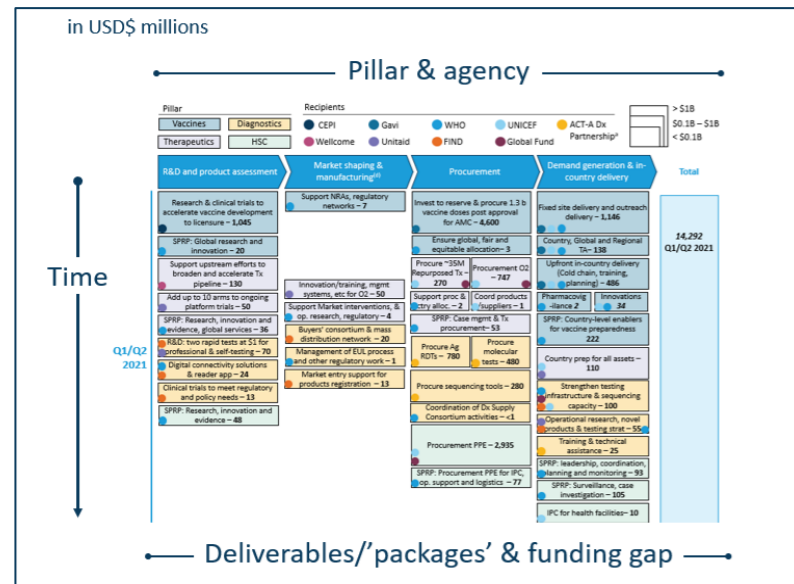 in USD$ millions
Pillar & agency
Pillar
Vaccines
Diagnostics
Therapeutics
HSC
Recipients
CEPI
Gavi
WHO
UNICEF
ACT-A Dx
Partnership
Wellcome
Unitaid
FIND
Global Fund
> $1B
$0.1B – $1B
< $0.1B
R&D and product assessment
Market shaping &
manufacturing
Procurement
Demand generation & in-
country delivery
Total
Time
Q1/Q2
2021
Research & clinical trials to
accelerate vaccine development
to licensure – 1,045
SPRP: Global research and
innovation – 20
Support upstream efforts to
broaden and accelerate Tx
pipeline – 130
Add up to 10 arms to ongoing
platform trials – 50
SPRP: Research, innovation and
evidence, global services – 36
R&D: two rapid tests at $1 for
professional & self-testing – 70
Digital connectivity solutions
& reader app – 24
Clinical trials to meet regulatory
and policy needs – 13
SPRP: Research, innovation and
evidence – 48
Support NRAs, regulatory
networks – 7
Innovation/training, mgmt
systems, etc for O2 – 50
Support Market interventions, &
op. research, regulatory – 4
Buyers' consortium & mass
distribution network – 20
Management of EUL process
and other regulatory work – 1
Market entry support for
products registration – 13
Invest to reserve & procure 1.3 b
vaccine doses post approval
for AMC – 4,600
Ensure global, fair and
equitable allocation– 3
Procure ~35M
Repurposed Tx –
270
Procurement O2
– 747
Support proc &
ctry alloc. – 2
Coord products
suppliers – 1
SPRP: Case mgmt & Tx
procurement– 53
Procure Ag
RDTs – 780
Procure
molecular
tests – 480
Procure sequencing tools – 280
Coordination of Dx Supply
Consortium activities – <1
Procurement PPE – 2,935
SPRP: Procurement PPE for IPC,
op. support and logistics – 77
Fixed site delivery and outreach
delivery – 1,146
Country, Global and Regional
TA– 138
Upfront in-country delivery
(Cold chain, training,
planning) – 486
Pharmacovig
ilance 2
Innovations
34
SPRP: Country-level enablers
for vaccine preparedness
222
Country prep for all assets –
110
Strengthen testing
infrastructure & sequencing
capacity – 100
Operational research, novel
products & testing strat – 55
Training & technical
assistance – 25
SPRP: leadership, coordination,
planning and monitoring – 93
SPRP: Surveillance, case
investigation – 105
IPC for health facilities– 10
14,292
Q1/Q2 2021
Deliverables/'packages' & funding gap